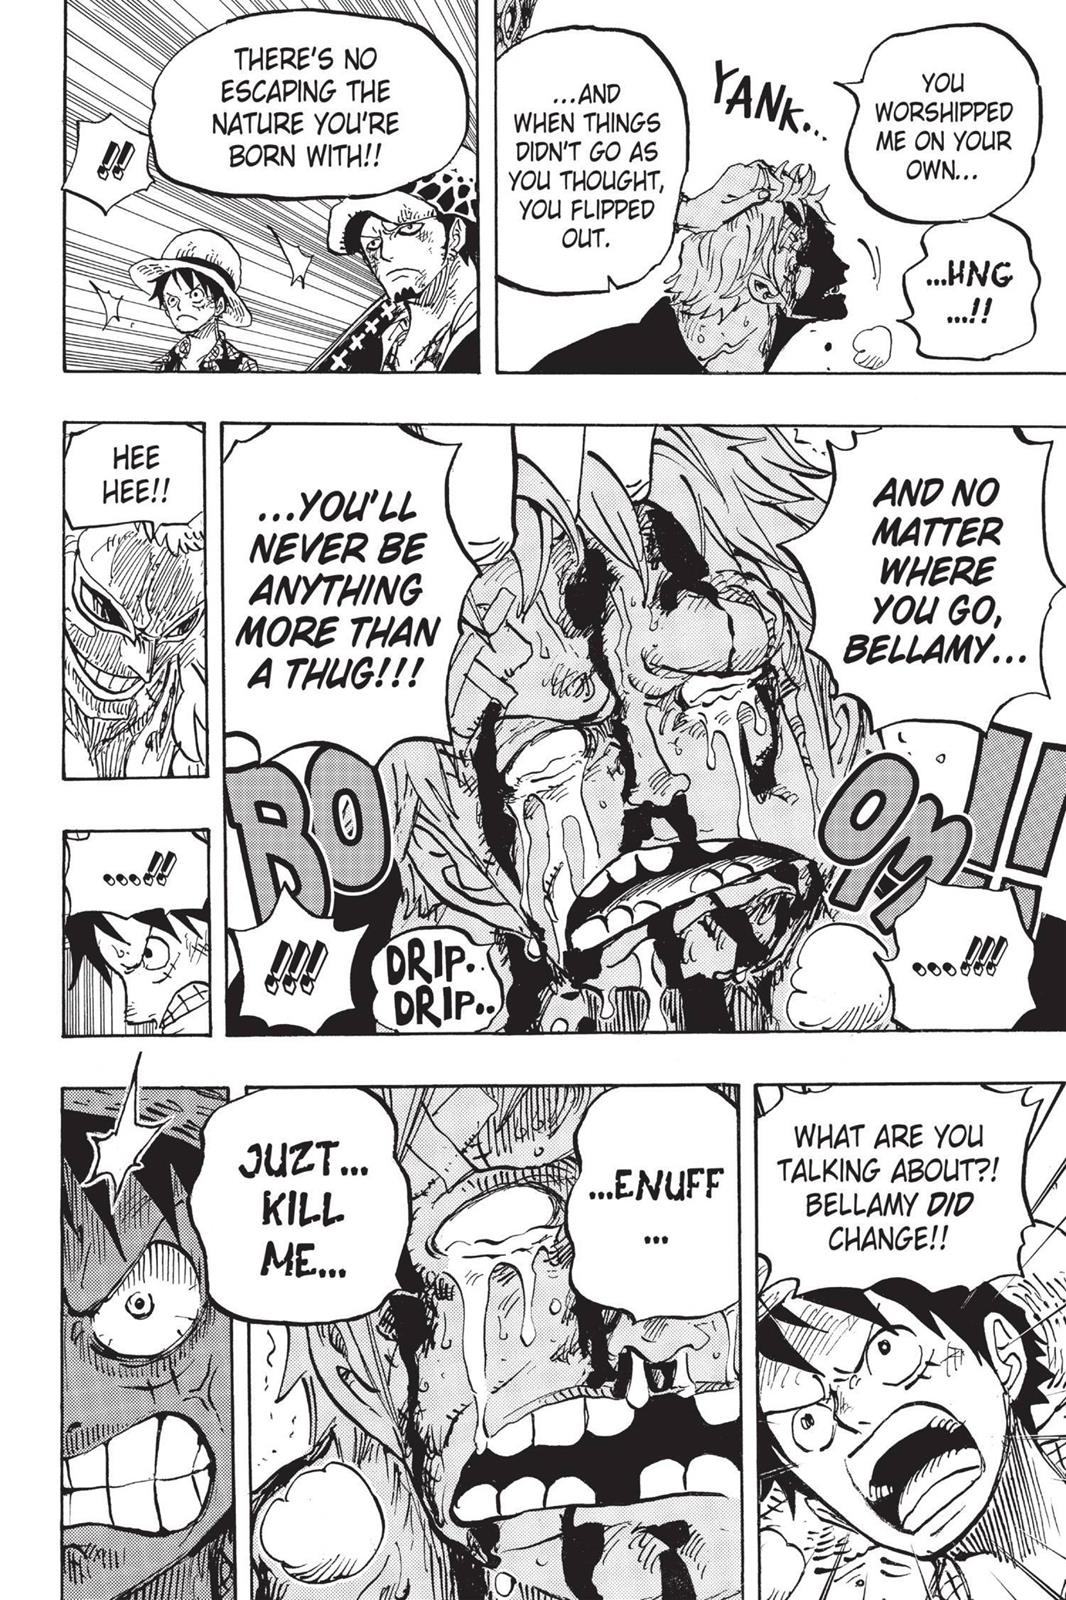 YOU
WORSHIPPED
ME ON YOUR
OWN...
...HNG
...!!
YANK...
...AND
WHEN THINGS
DIDN'T GO AS
YOU THOUGHT,
YOU FLIPPED
OUT.
THERE'S NO
ESCAPING THE
NATURE YOU'RE
BORN WITH!!
!!
AND NO
MATTER
WHERE
YOU GO,
BELLAMY...
...YOU'LL
NEVER BE
ANYTHING
MORE THAN
A THUG!!!
BOOM!!
...!!!
!!!
DRIP.
DRIP..
HEE
HEE!!
...!!
WHAT ARE YOU
TALKING ABOUT?!
BELLAMY DID
CHANGE!!
...ENUFF
...
JUZT...
KILL
ME...